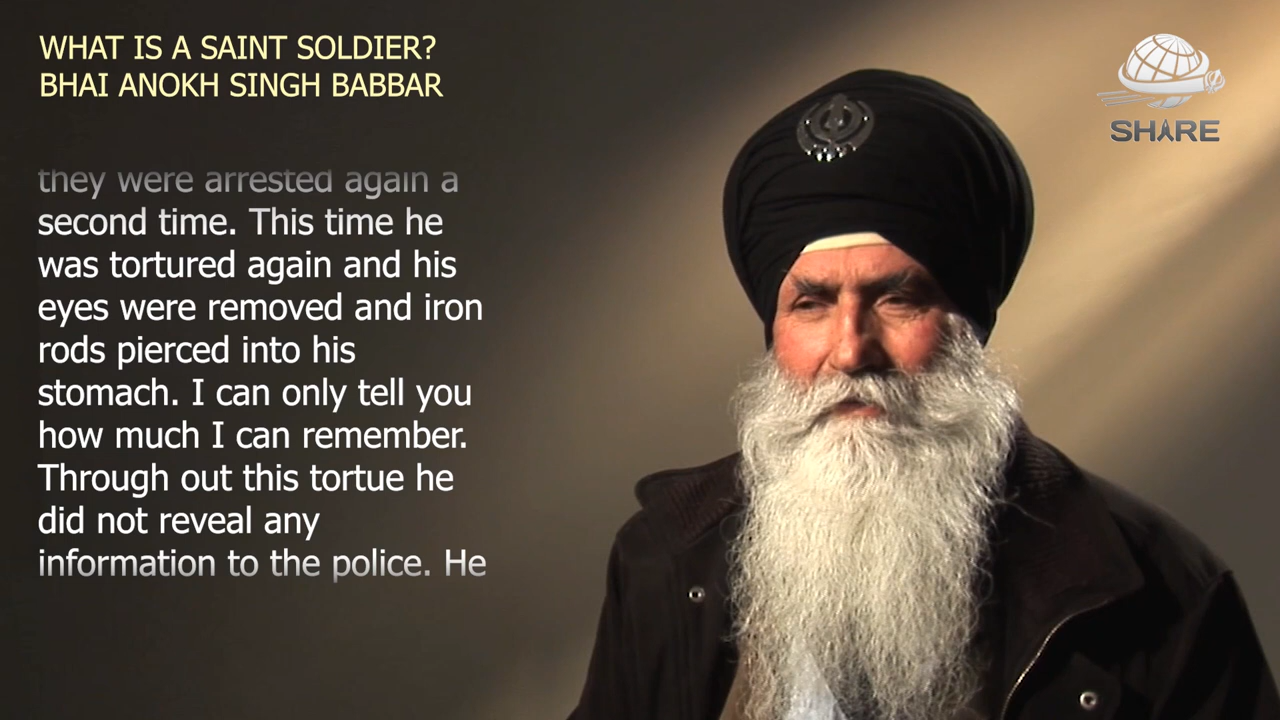 WHAT IS A SAINT SOLDIER?
BHAI ANOKH SINGH BABBAR
SHARE
they were arrested again a
second time. This time he
was tortured again and his
eyes were removed and iron
rods pierced into his
stomach. I can only tell you
how much I can remember.
Through out this tortue he
did not reveal any
information to the police. He